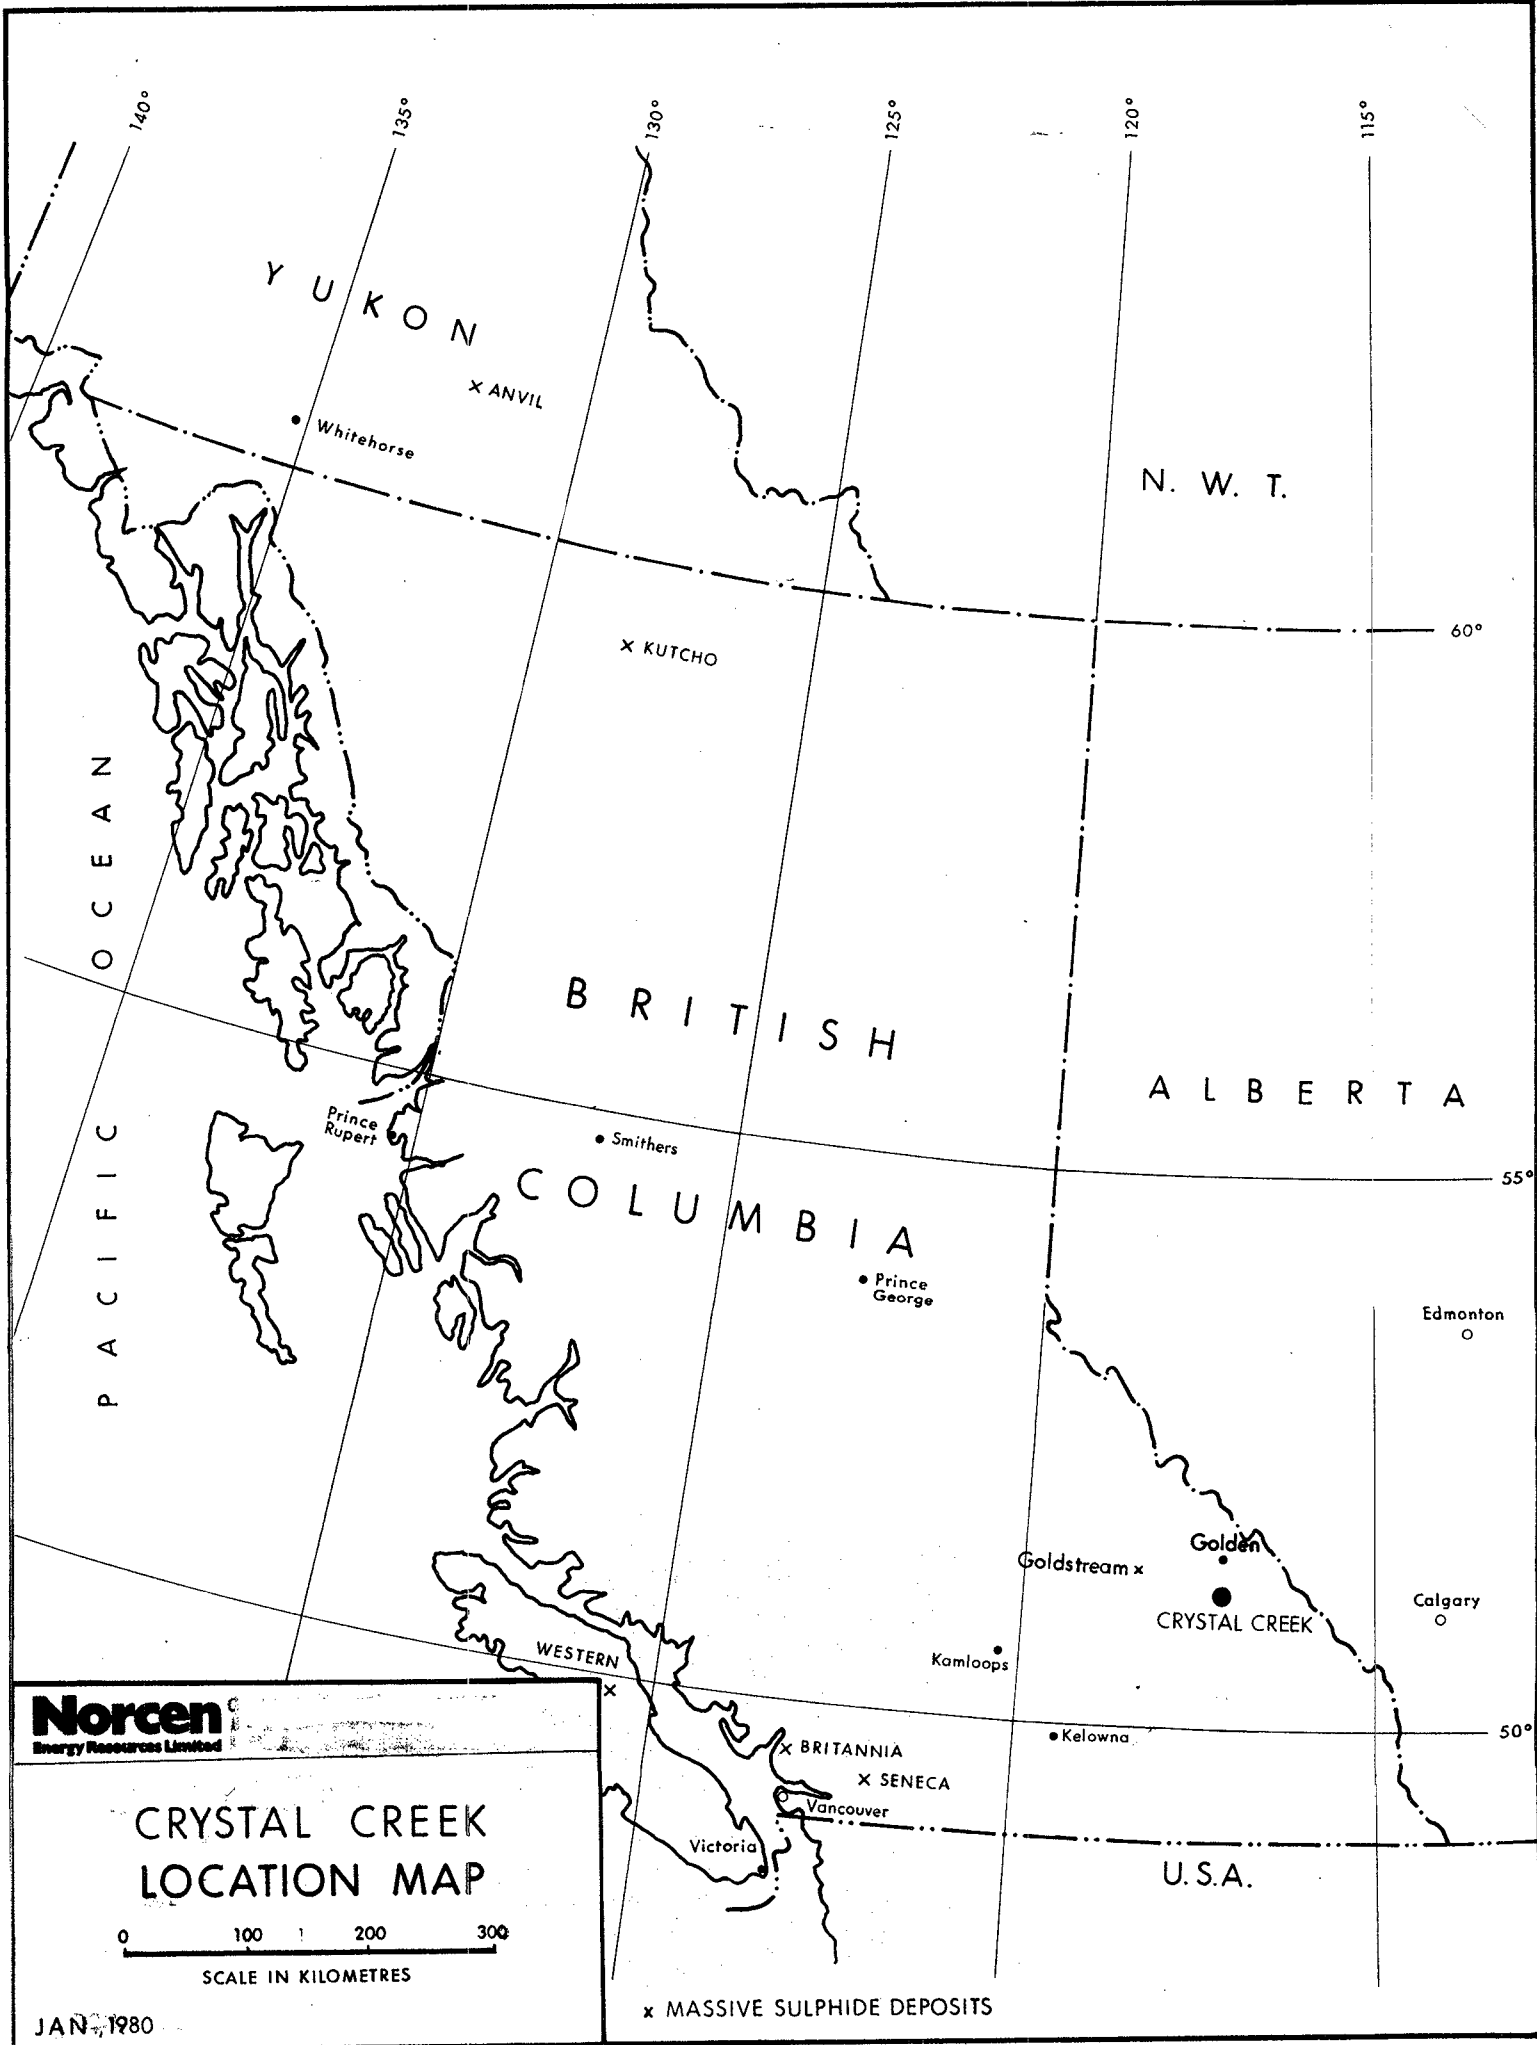 140°
135°
130°
125°
120°
115°
YUKON
x ANVIL
Whitehorse
N. W. T.
60°
x KUTCHO
PACIFIC OCEAN
BRITISH
ALBERTA
Prince
Rupert
Smithers
55°
COLUMBIA
Prince
George
Edmonton
Golden
Goldstream x
CRYSTAL CREEK
Calgary
Kamloops
WESTERN
x
50°
Kelowna
x BRITANNIA
x SENECA
Vancouver
Victoria
U.S.A.
Norcen
Energy Resources Limited
CRYSTAL CREEK
LOCATION MAP
0 100 200 300
SCALE IN KILOMETRES
JAN., 1980
x MASSIVE SULPHIDE DEPOSITS